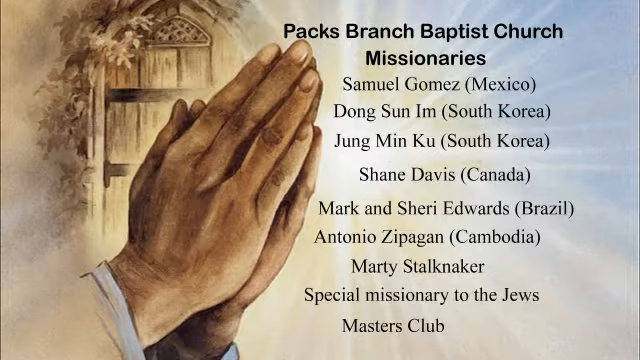 Packs Branch Baptist Church
Missionaries
Samuel Gomez (Mexico)
Dong Sun Im (South Korea)
Jung Min Ku (South Korea)
Shane Davis (Canada)
Mark and Sheri Edwards (Brazil)
Antonio Zipagan (Cambodia)
Marty Stalknaker
Special missionary to the Jews
Masters Club